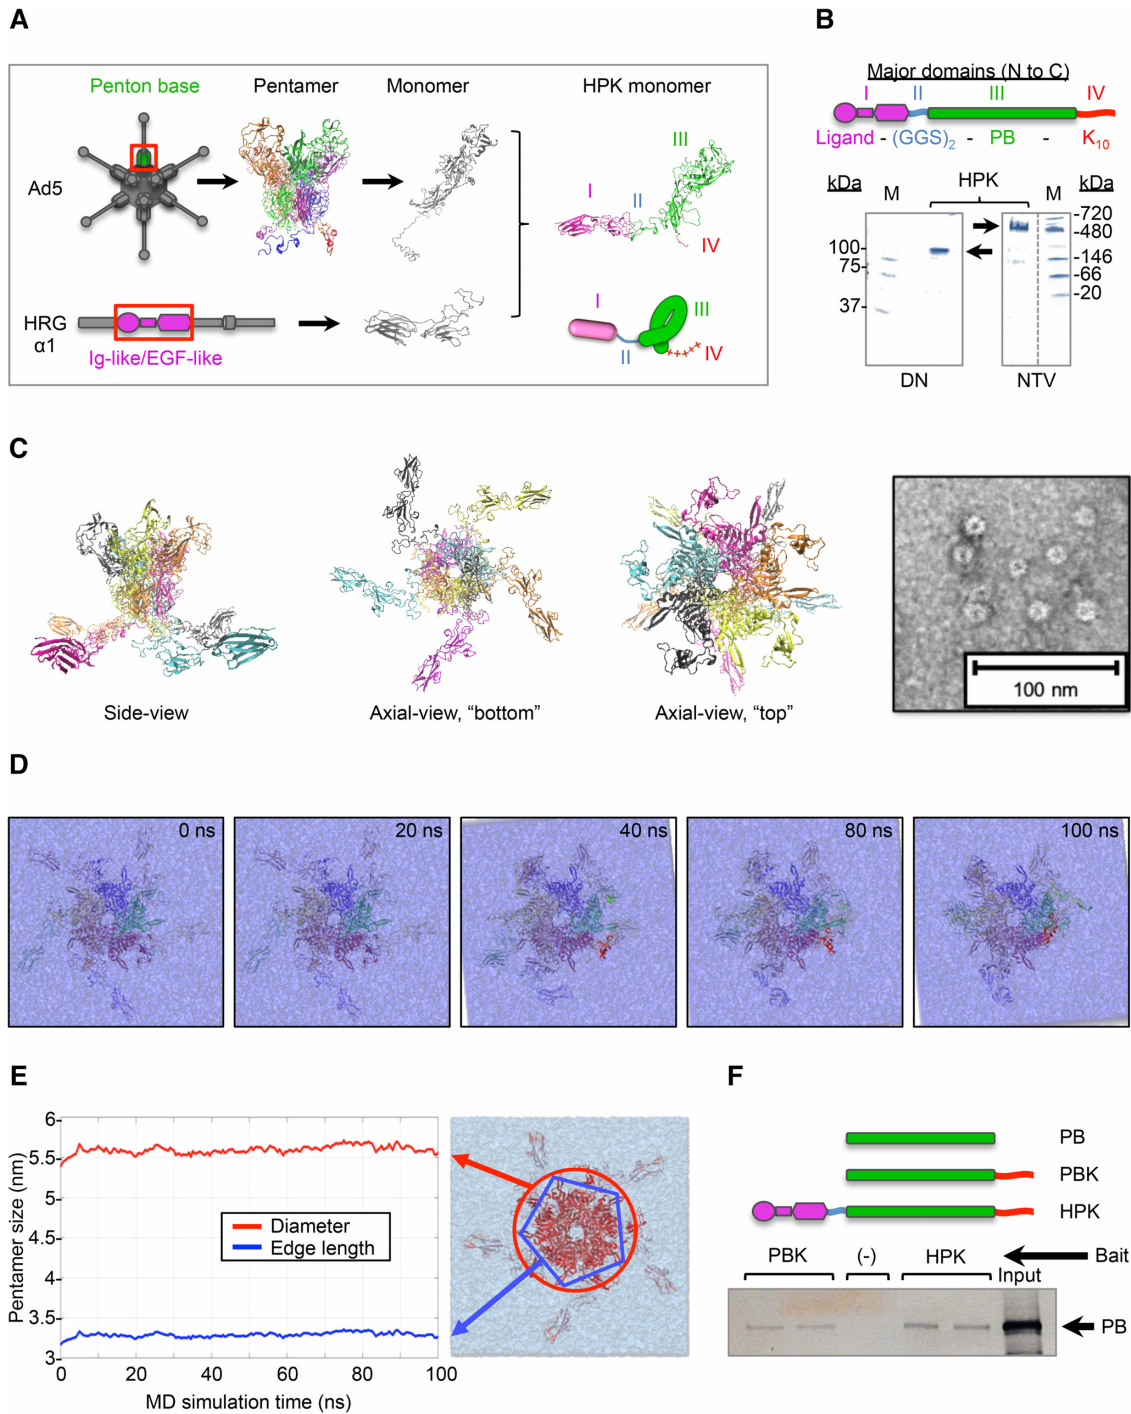 A
Penton base
Pentamer
Monomer
HPK monomer
Ad5
III
I
II
IV
HRG
α1
Ig-like/EGF-like
I
III
II
IV
B
Major domains (N to C)
I II III IV
Ligand - (GGS)2 - PB - K10
kDa
M
HPK
M
kDa
100
75
37
-720
-480
-146
-66
-20
DN
NTV
C
Side-view
Axial-view, “bottom”
Axial-view, “top”
100 nm
D
0 ns
20 ns
40 ns
80 ns
100 ns
E
Pentamer size (nm)
6
5.5
5
4.5
4
3.5
3
Diameter
Edge length
0 20 40 60 80 100
MD simulation time (ns)
F
PB
PBK
HPK
PBK
(-)
HPK
Bait
Input
PB